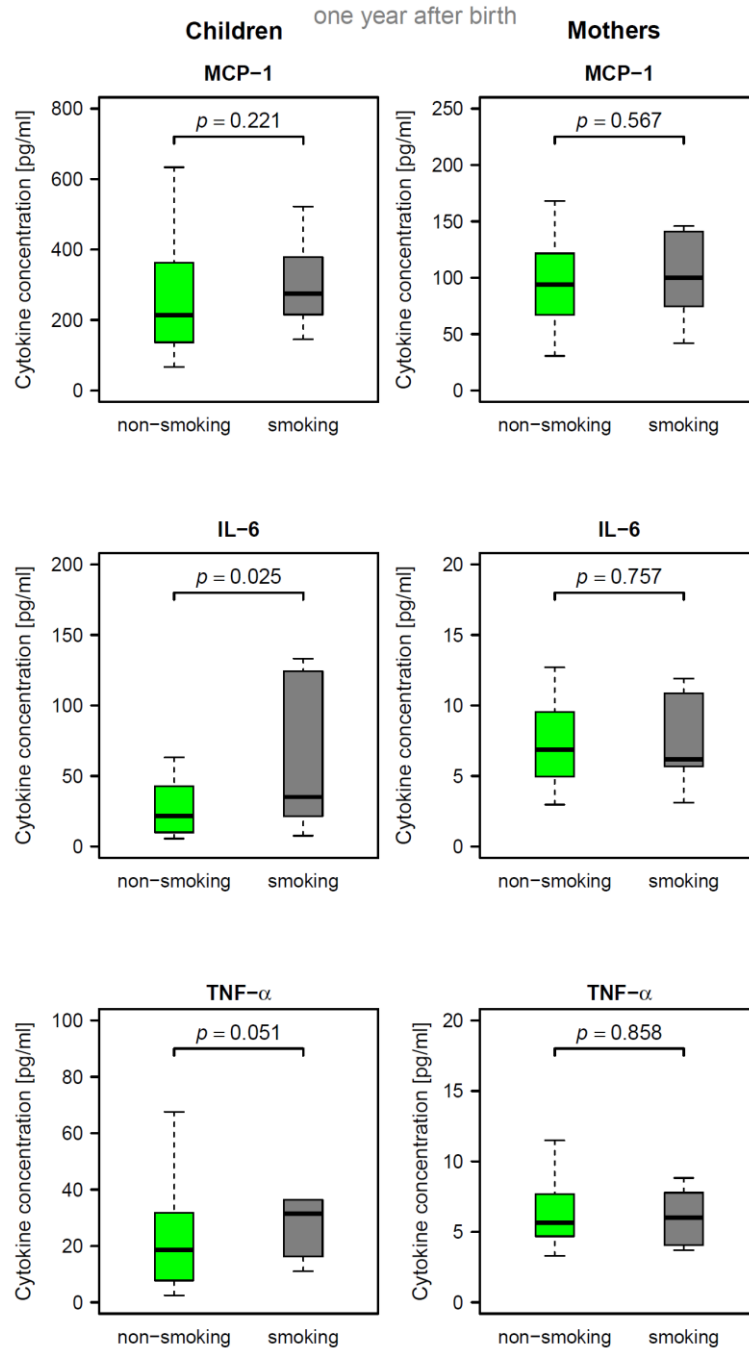 one year after birth
Children
Mothers
MCP−1
Cytokine concentration [pg/ml]
800
600
400
200
0
p = 0.221
non−smoking
smoking
MCP−1
Cytokine concentration [pg/ml]
250
200
150
100
50
0
p = 0.567
non−smoking
smoking
IL−6
Cytokine concentration [pg/ml]
200
150
100
50
0
p = 0.025
non−smoking
smoking
IL−6
Cytokine concentration [pg/ml]
20
15
10
5
0
p = 0.757
non−smoking
smoking
TNF−α
Cytokine concentration [pg/ml]
100
80
60
40
20
0
p = 0.051
non−smoking
smoking
TNF−α
Cytokine concentration [pg/ml]
20
15
10
5
0
p = 0.858
non−smoking
smoking